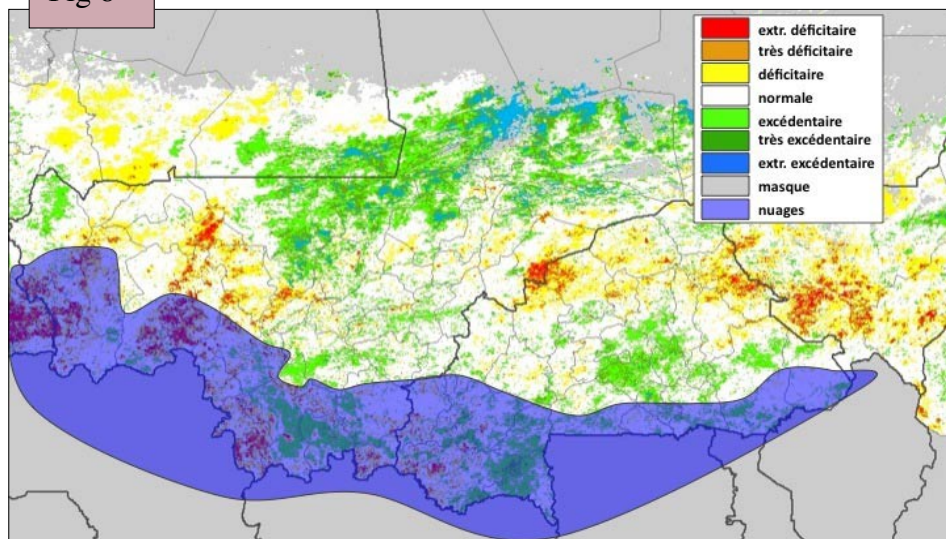 extr. déficitaire
très déficitaire
déficitaire
normale
excédentaire
très excédentaire
extr. excédentaire
masque
nuages